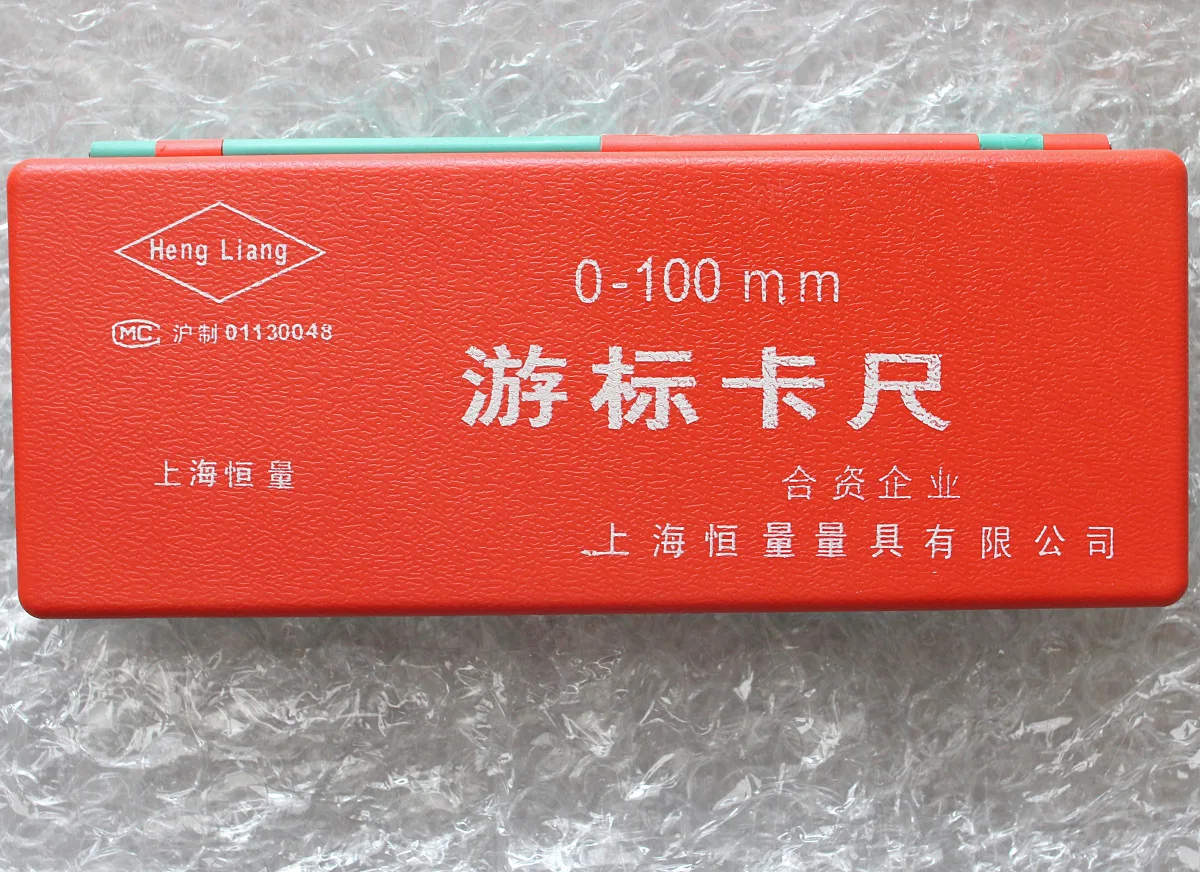 Heng Liang
MC 沪制 01130048
上海恒量
0-100 mm
游标卡尺
合资企业
上海恒量量具有限公司